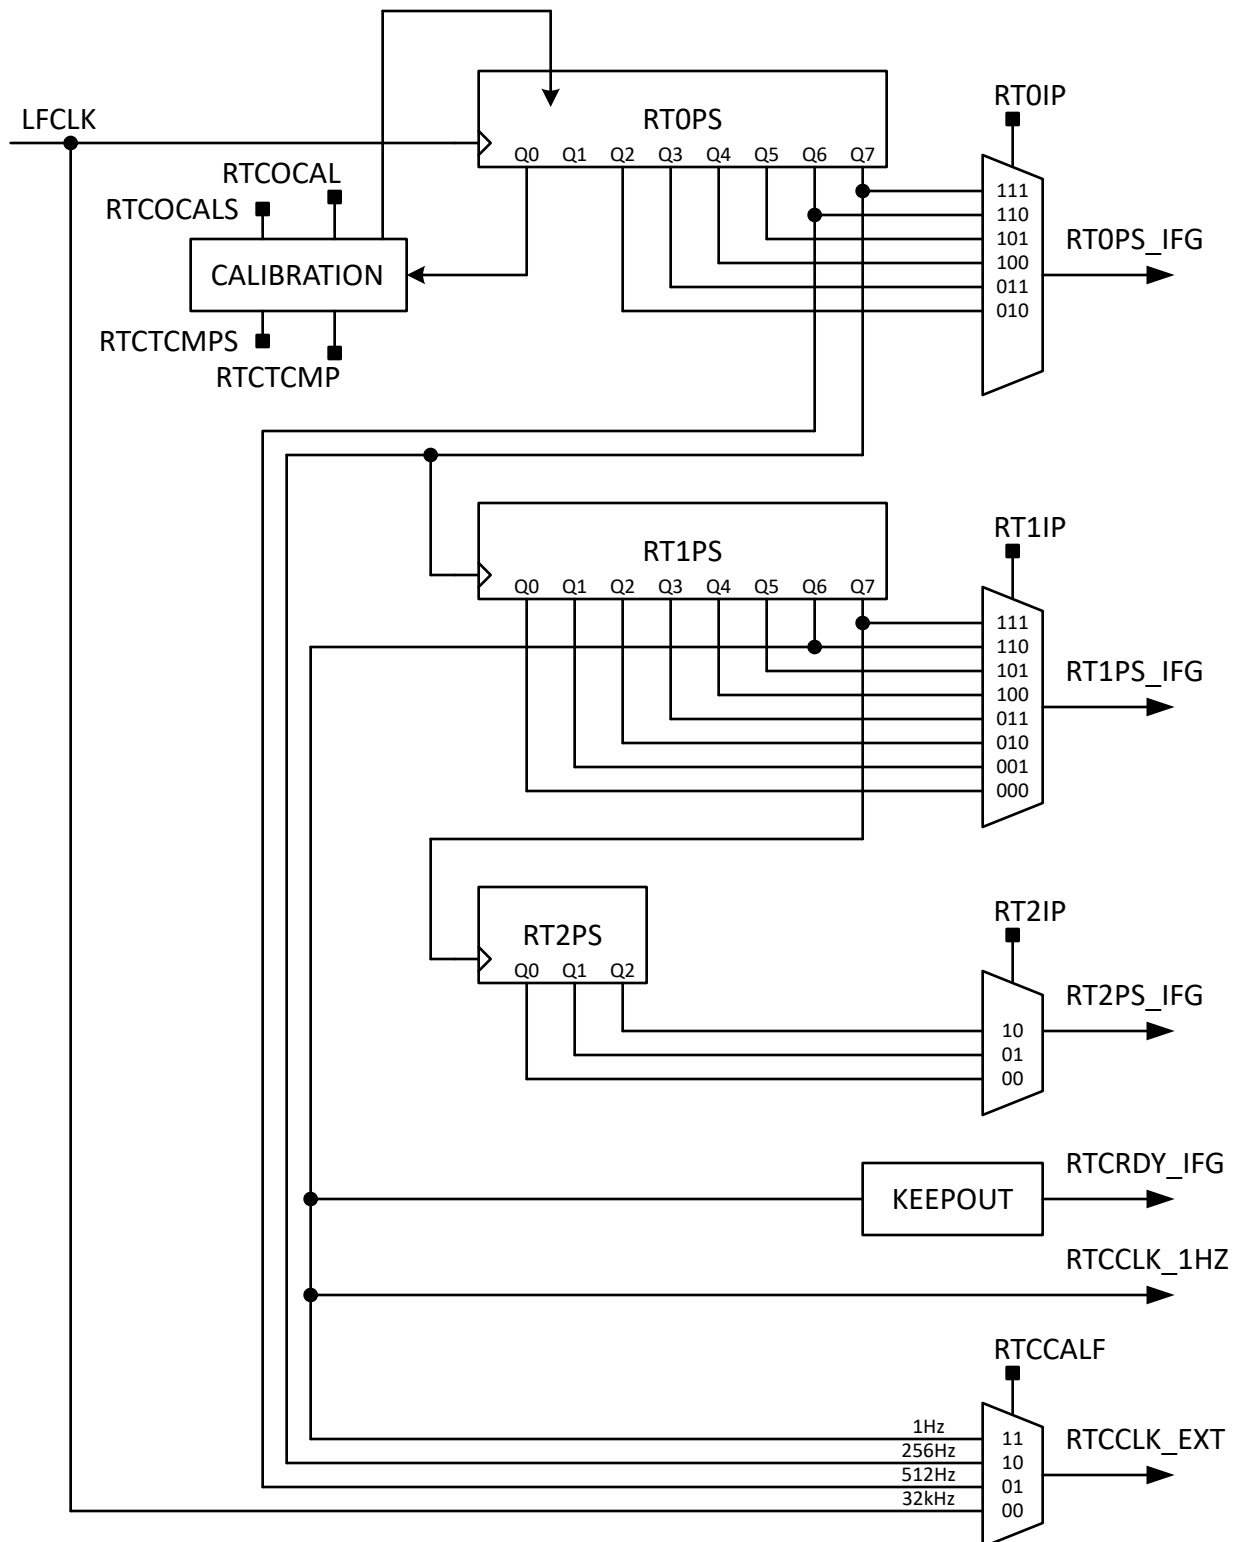 LFCLK
RT0PS
Q0 Q1 Q2 Q3 Q4 Q5 Q6 Q7
RT0IP
111
110
101
100
011
010
RT0PS_IFG
RTCOCAL
RTCOCALS
CALIBRATION
RTCTCMPS
RTCTCMP
RT1PS
Q0 Q1 Q2 Q3 Q4 Q5 Q6 Q7
RT1IP
111
110
101
100
011
010
001
000
RT1PS_IFG
RT2PS
Q0 Q1 Q2
RT2IP
10
01
00
RT2PS_IFG
KEEPOUT
RTCRDY_IFG
RTCCLK_1HZ
RTCCALF
1Hz 11
256Hz 10
512Hz 01
32kHz 00
RTCCLK_EXT